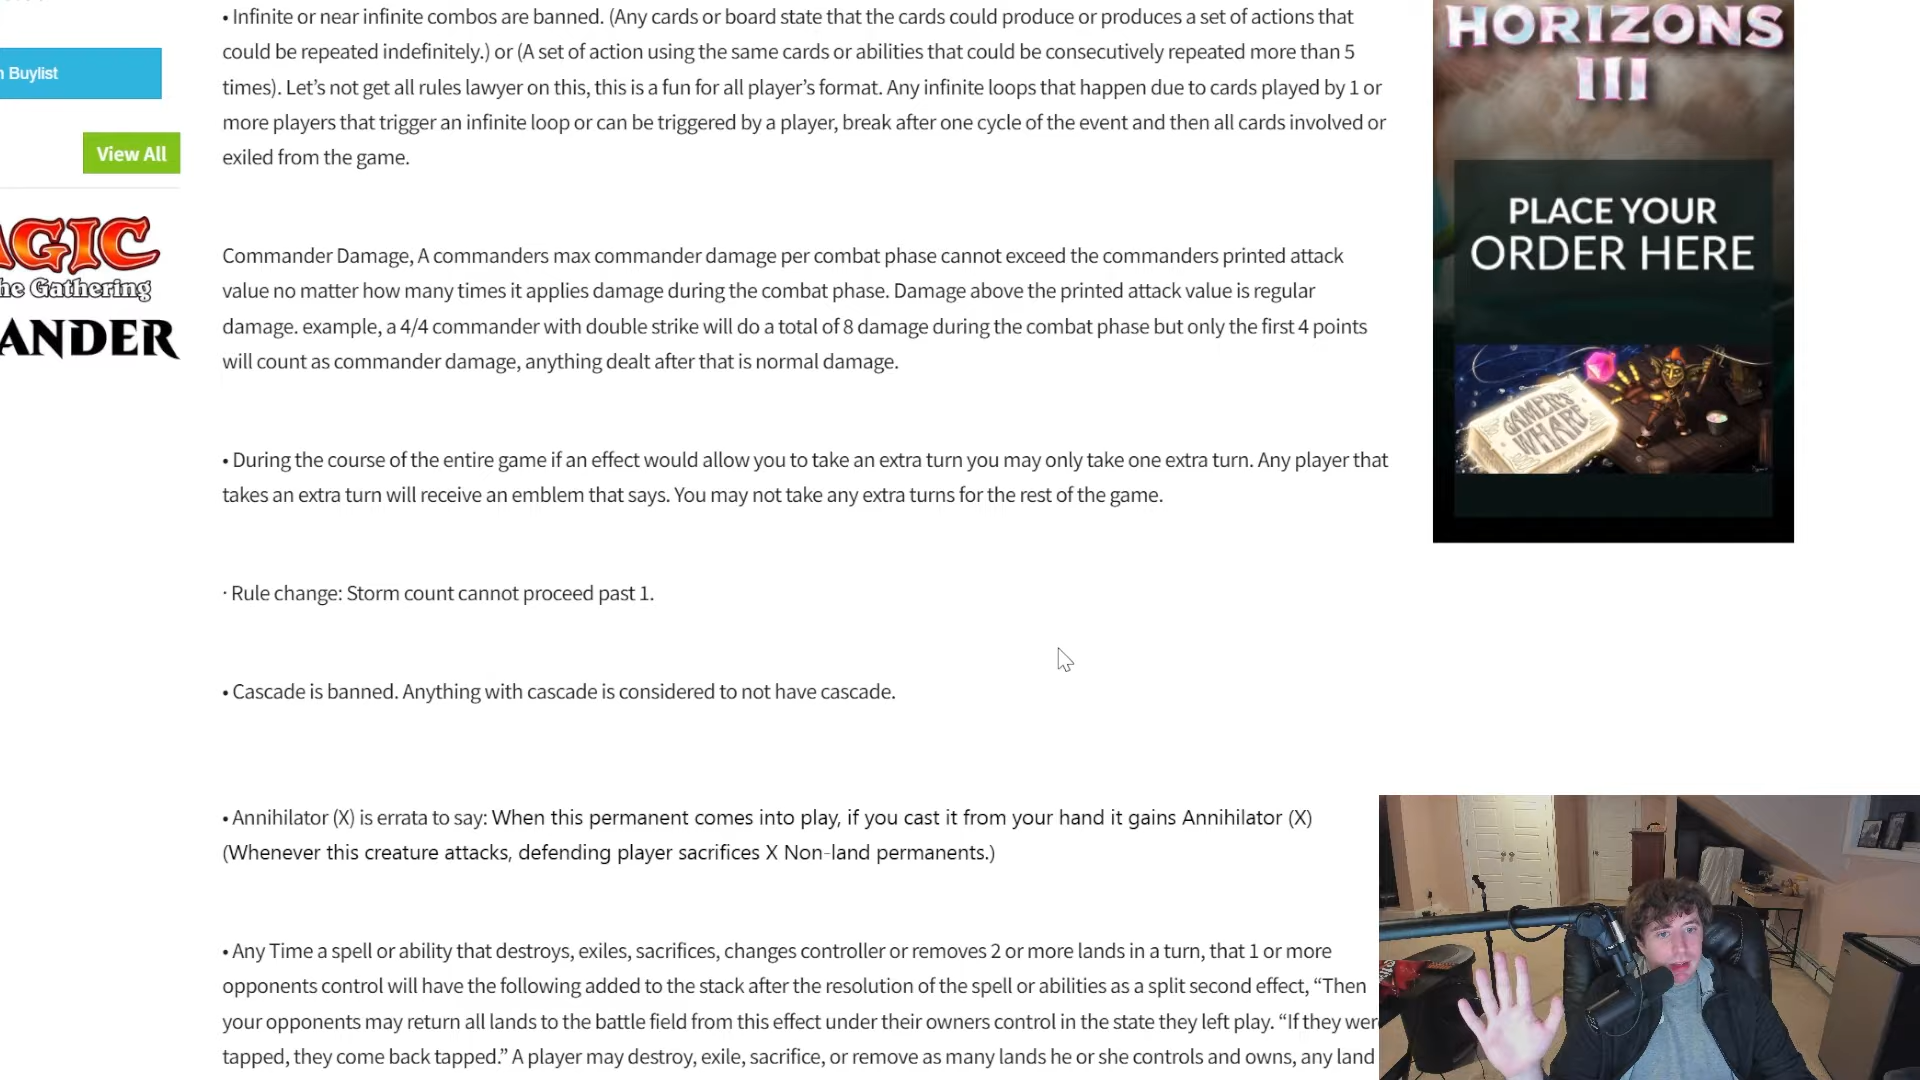 • Infinite or near infinite combos are banned. (Any cards or board state that the cards could produce or produces a set of actions that
could be repeated indefinitely.) or (A set of action using the same cards or abilities that could be consecutively repeated more than 5
times). Let’s not get all rules lawyer on this, this is a fun for all player’s format. Any infinite loops that happen due to cards played by 1 or
more players that trigger an infinite loop or can be triggered by a player, break after one cycle of the event and then all cards involved or
exiled from the game.
Commander Damage, A commanders max commander damage per combat phase cannot exceed the commanders printed attack
value no matter how many times it applies damage during the combat phase. Damage above the printed attack value is regular
damage. example, a 4/4 commander with double strike will do a total of 8 damage during the combat phase but only the first 4 points
will count as commander damage, anything dealt after that is normal damage.
• During the course of the entire game if an effect would allow you to take an extra turn you may only take one extra turn. Any player that
takes an extra turn will receive an emblem that says. You may not take any extra turns for the rest of the game.
· Rule change: Storm count cannot proceed past 1.
• Cascade is banned. Anything with cascade is considered to not have cascade.
• Annihilator (X) is errata to say: When this permanent comes into play, if you cast it from your hand it gains Annihilator (X)
(Whenever this creature attacks, defending player sacrifices X Non-land permanents.)
• Any Time a spell or ability that destroys, exiles, sacrifices, changes controller or removes 2 or more lands in a turn, that 1 or more
opponents control will have the following added to the stack after the resolution of the spell or abilities as a split second effect, “Then
your opponents may return all lands to the battle field from this effect under their owners control in the state they left play. “If they wer
tapped, they come back tapped.” A player may destroy, exile, sacrifice, or remove as many lands he or she controls and owns, any land
n Buylist
View All
AGIC
he Gathering
ANDER
HORIZONS
III
PLACE YOUR
ORDER HERE
GAMERS
WHARF